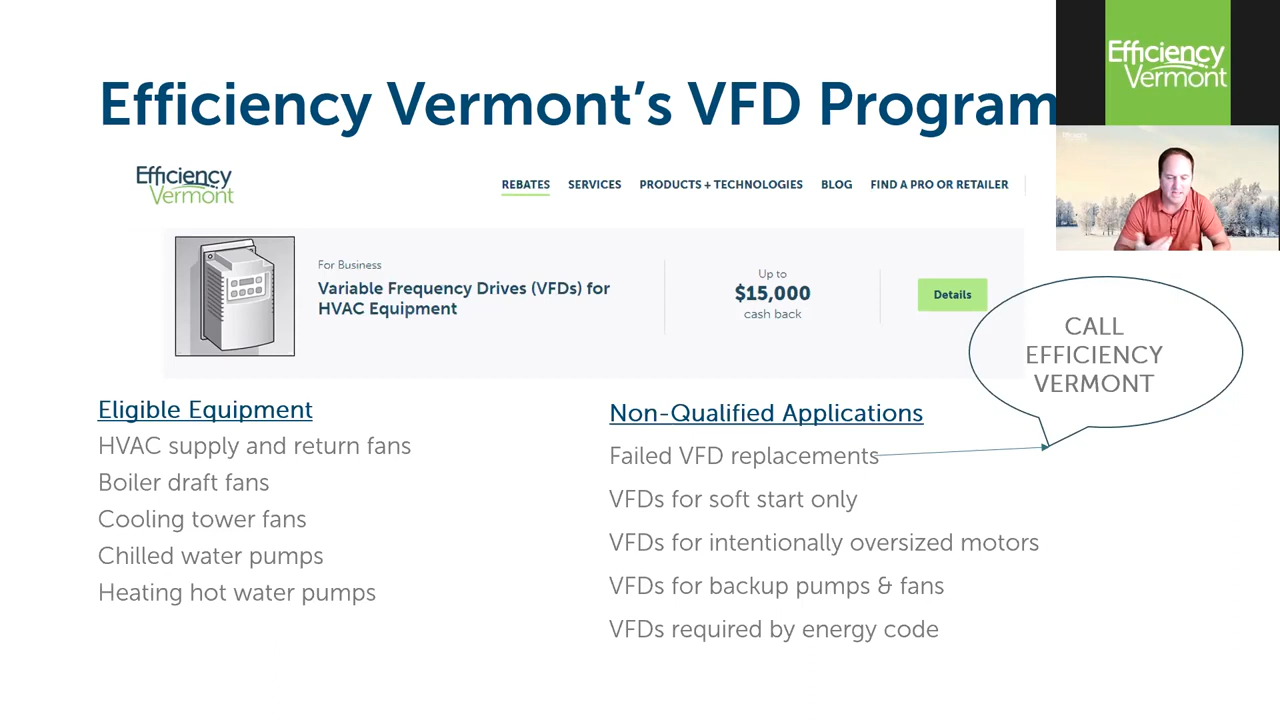 Efficiency Vermont's VFD Program
Efficiency
Vermont
Efficiency
Vermont
REBATES SERVICES PRODUCTS + TECHNOLOGIES BLOG FIND A PRO OR RETAILER
For Business
Variable Frequency Drives (VFDs) for
HVAC Equipment
Up to
$15,000
cash back
Details
CALL
EFFICIENCY
VERMONT
Eligible Equipment
HVAC supply and return fans
Boiler draft fans
Cooling tower fans
Chilled water pumps
Heating hot water pumps
Non-Qualified Applications
Failed VFD replacements
VFDs for soft start only
VFDs for intentionally oversized motors
VFDs for backup pumps & fans
VFDs required by energy code